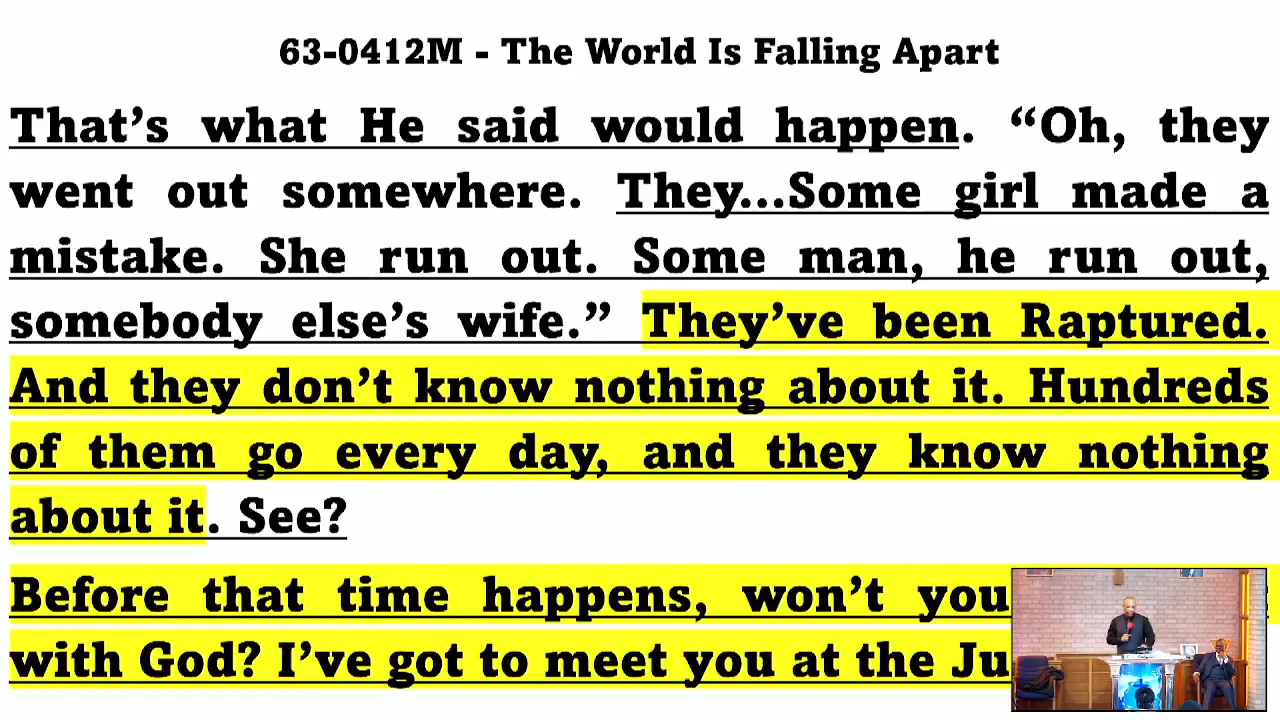 63-0412M - The World Is Falling Apart
That’s what He said would happen. “Oh, they
went out somewhere. They...Some girl made a
mistake. She run out. Some man, he run out,
somebody else’s wife.” They’ve been Raptured.
And they don’t know nothing about it. Hundreds
of them go every day, and they know nothing
about it. See?
Before that time happens, won’t you
with God? I’ve got to meet you at the